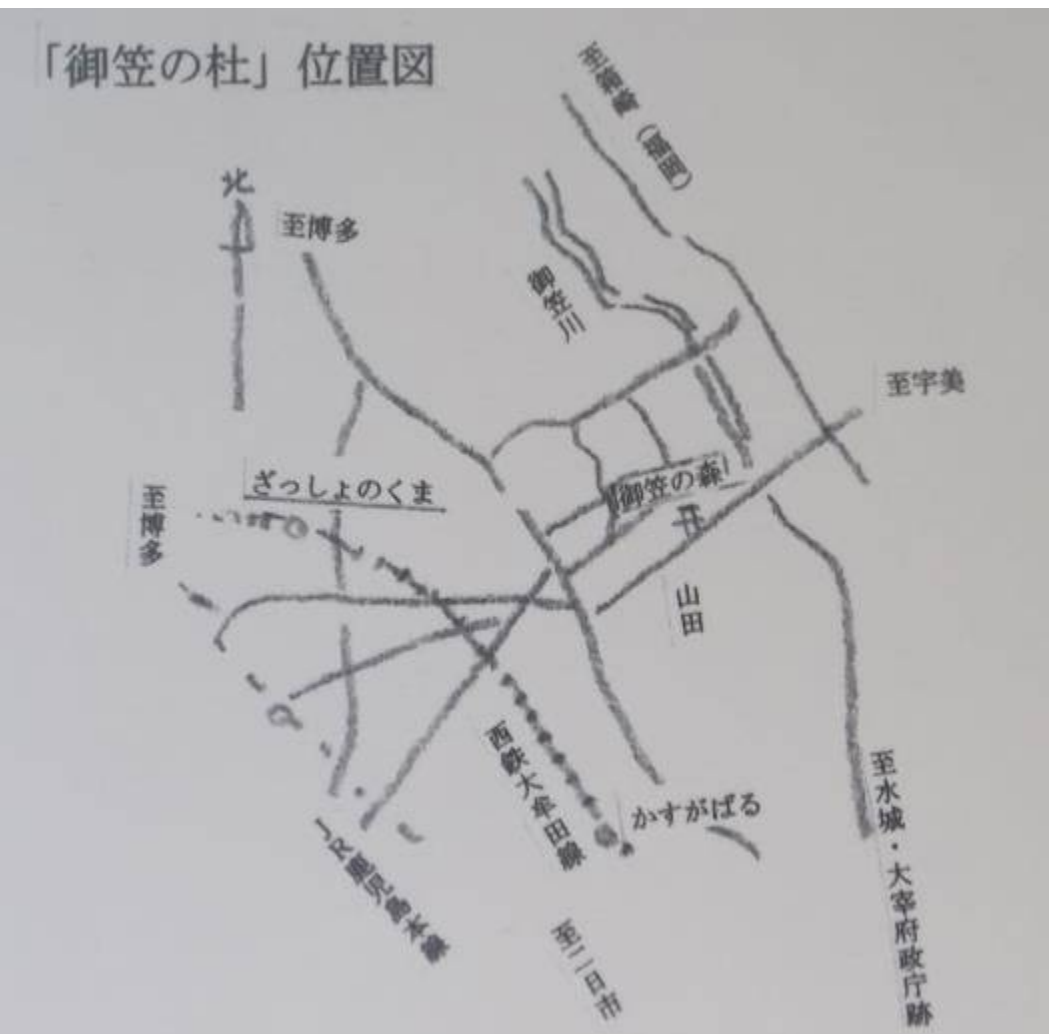 「御笠の杜」位置図
至箱崎（福岡）
北
至博多
御笠川
至宇美
ざっしょのくま
御笠の森
至博多
山田
西鉄大牟田線
かすがばる
JR鹿児島本線
至二日市
至水城・大宰府政庁跡